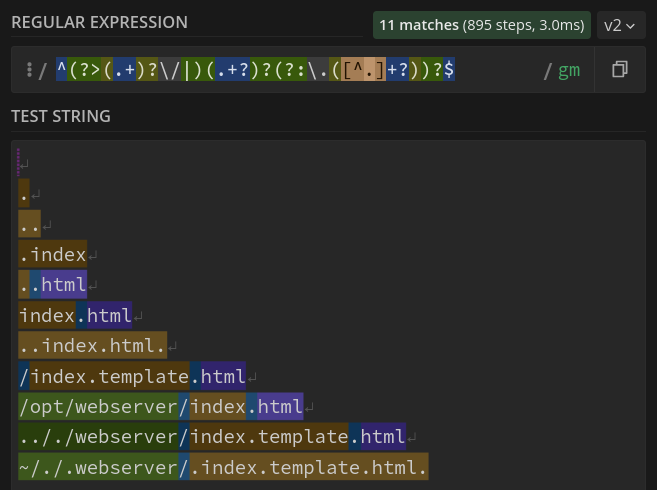 REGULAR EXPRESSION
11 matches (895 steps, 3.0ms)
v2
/ ^(?>(.+)?\/|)(.+?)?(?:\.([^.]+?))?$ / gm
TEST STRING
↵
.↵
..↵
.index↵
..html↵
index.html↵
..index.html.↵
/index.template.html↵
/opt/webserver/index.html↵
.././webserver/index.template.html↵
~/./.webserver/.index.template.html.